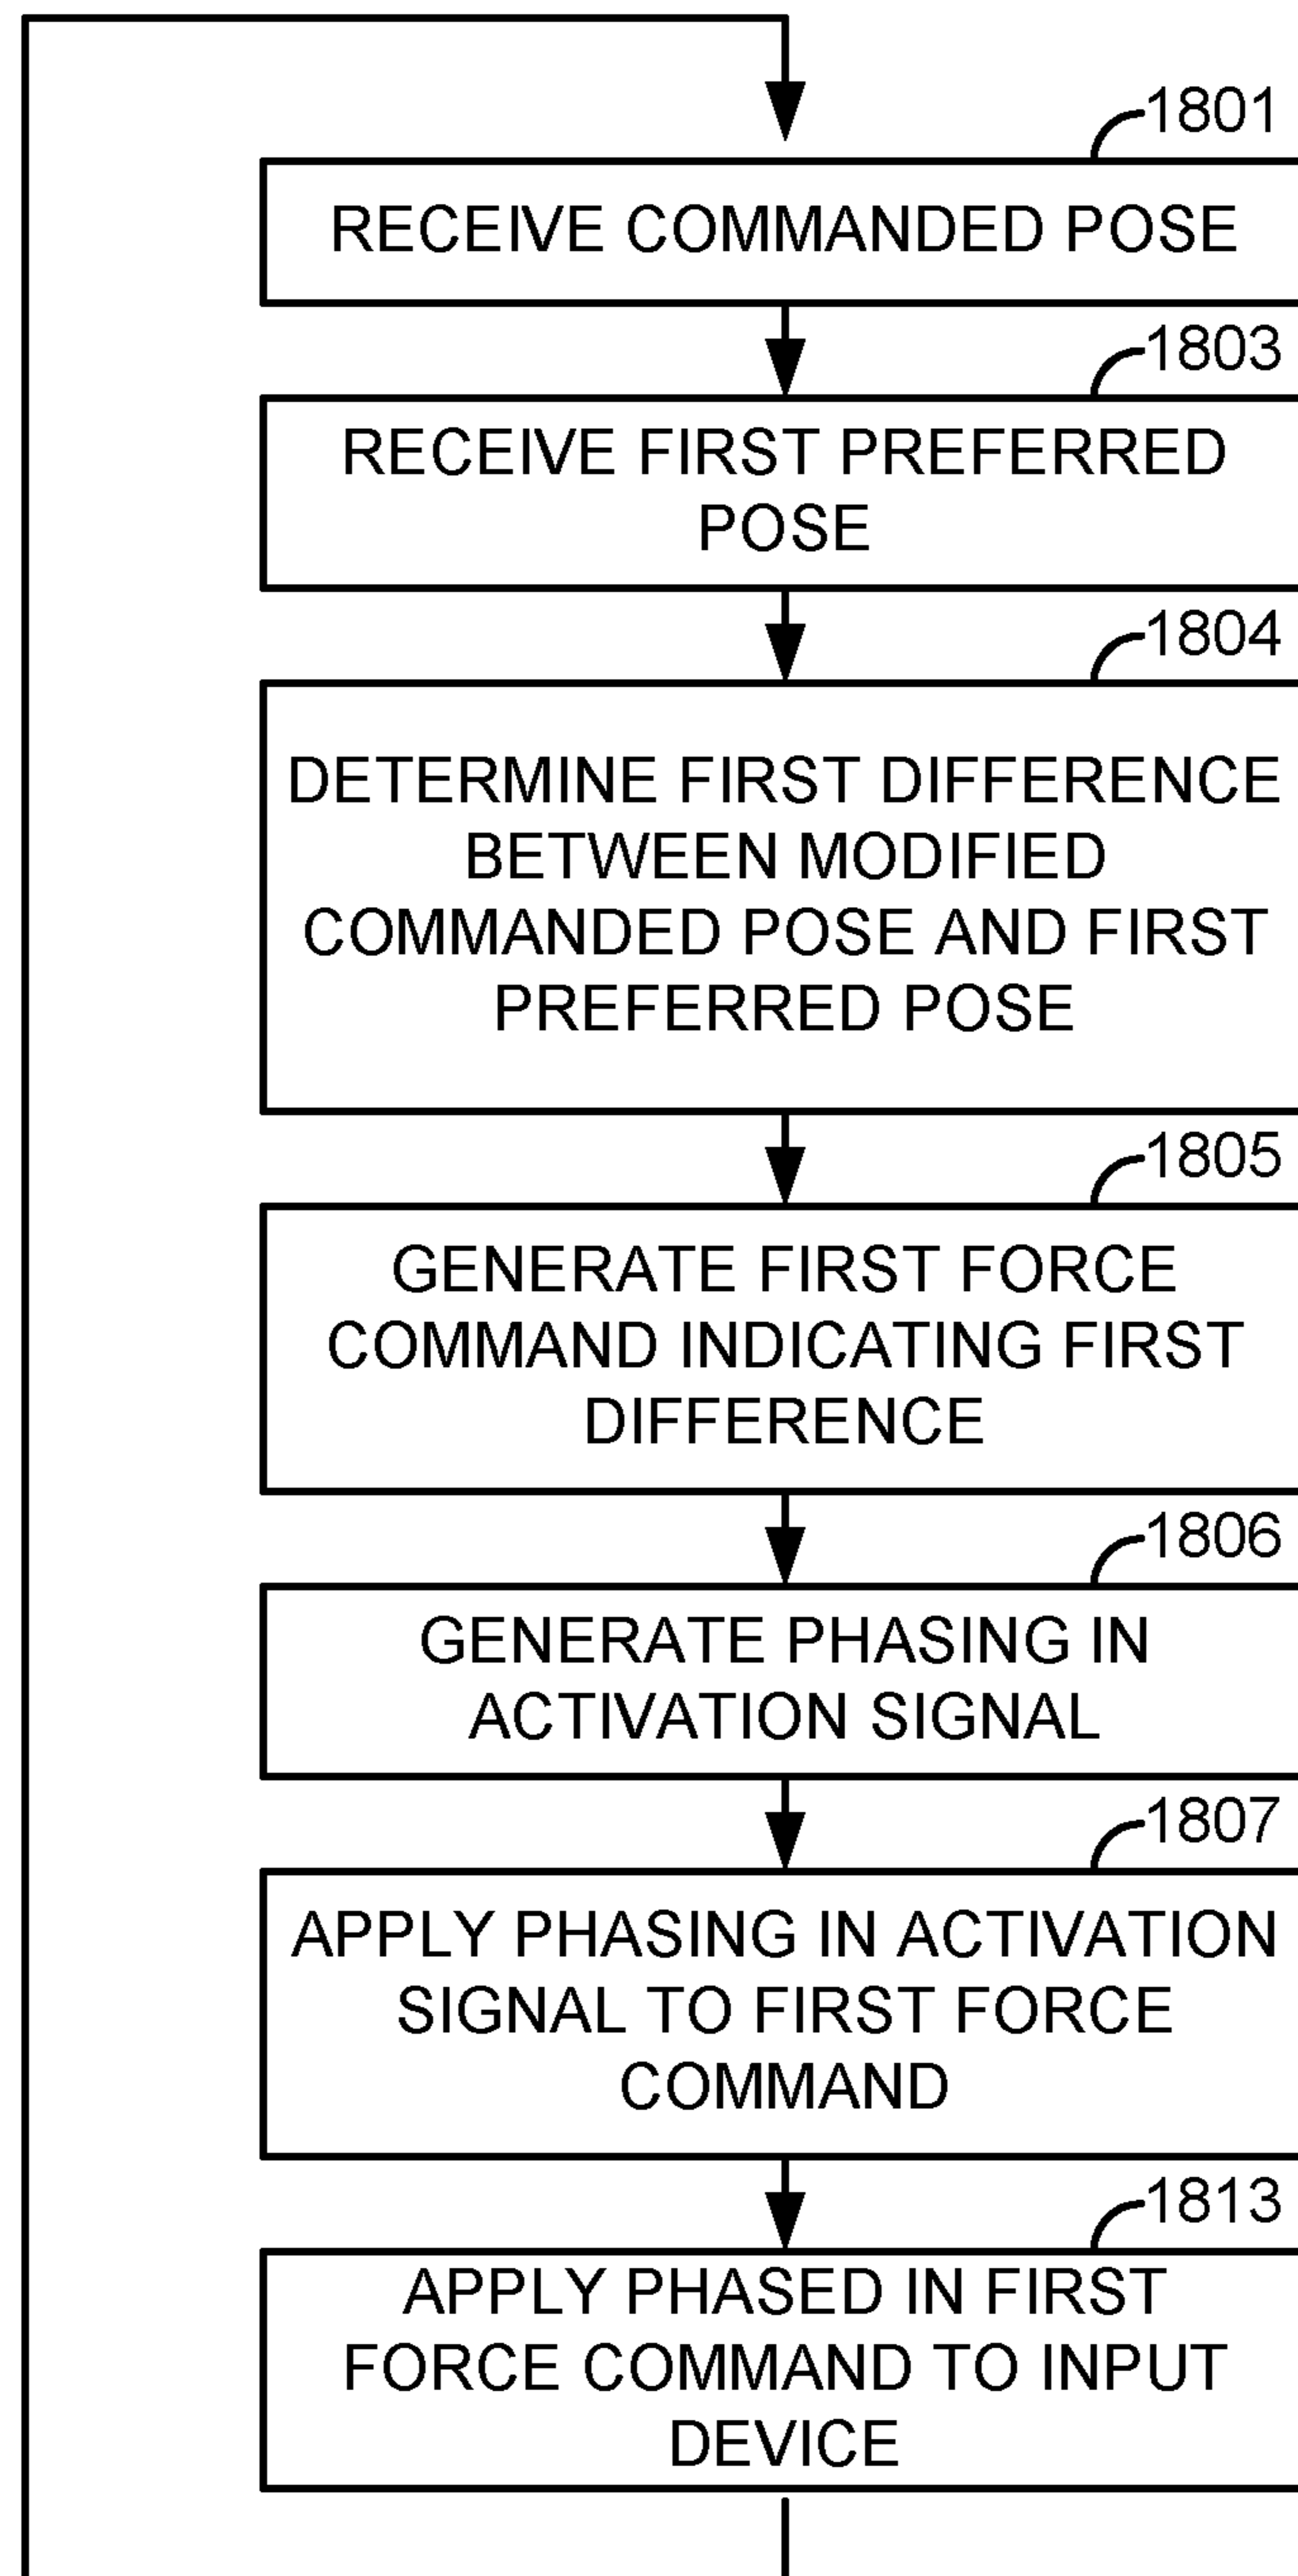 1801
RECEIVE COMMANDED POSE
1803
RECEIVE FIRST PREFERRED
POSE
1804
DETERMINE FIRST DIFFERENCE
BETWEEN MODIFIED
COMMANDED POSE AND FIRST
PREFERRED POSE
1805
GENERATE FIRST FORCE
COMMAND INDICATING FIRST
DIFFERENCE
1806
GENERATE PHASING IN
ACTIVATION SIGNAL
1807
APPLY PHASING IN ACTIVATION
SIGNAL TO FIRST FORCE
COMMAND
1813
APPLY PHASED IN FIRST
FORCE COMMAND TO INPUT
DEVICE